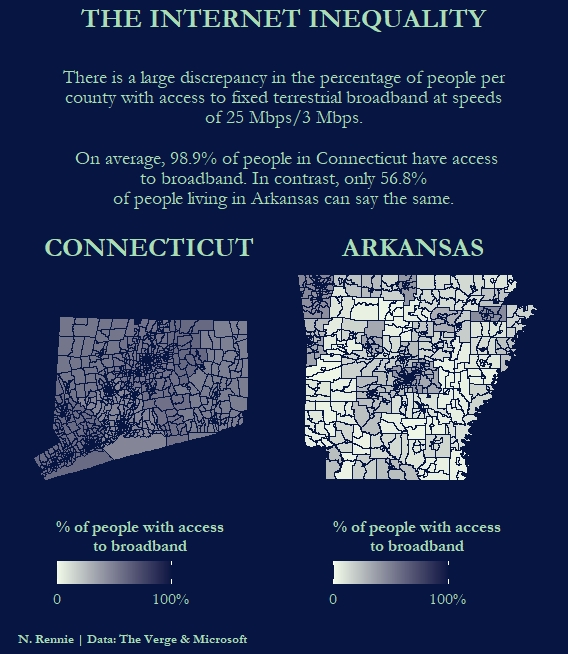 THE INTERNET INEQUALITY
There is a large discrepancy in the percentage of people per
county with access to fixed terrestrial broadband at speeds
of 25 Mbps/3 Mbps.
On average, 98.9% of people in Connecticut have access
to broadband. In contrast, only 56.8%
of people living in Arkansas can say the same.
CONNECTICUT
ARKANSAS
% of people with access
to broadband
0 100%
% of people with access
to broadband
0 100%
N. Rennie | Data: The Verge & Microsoft